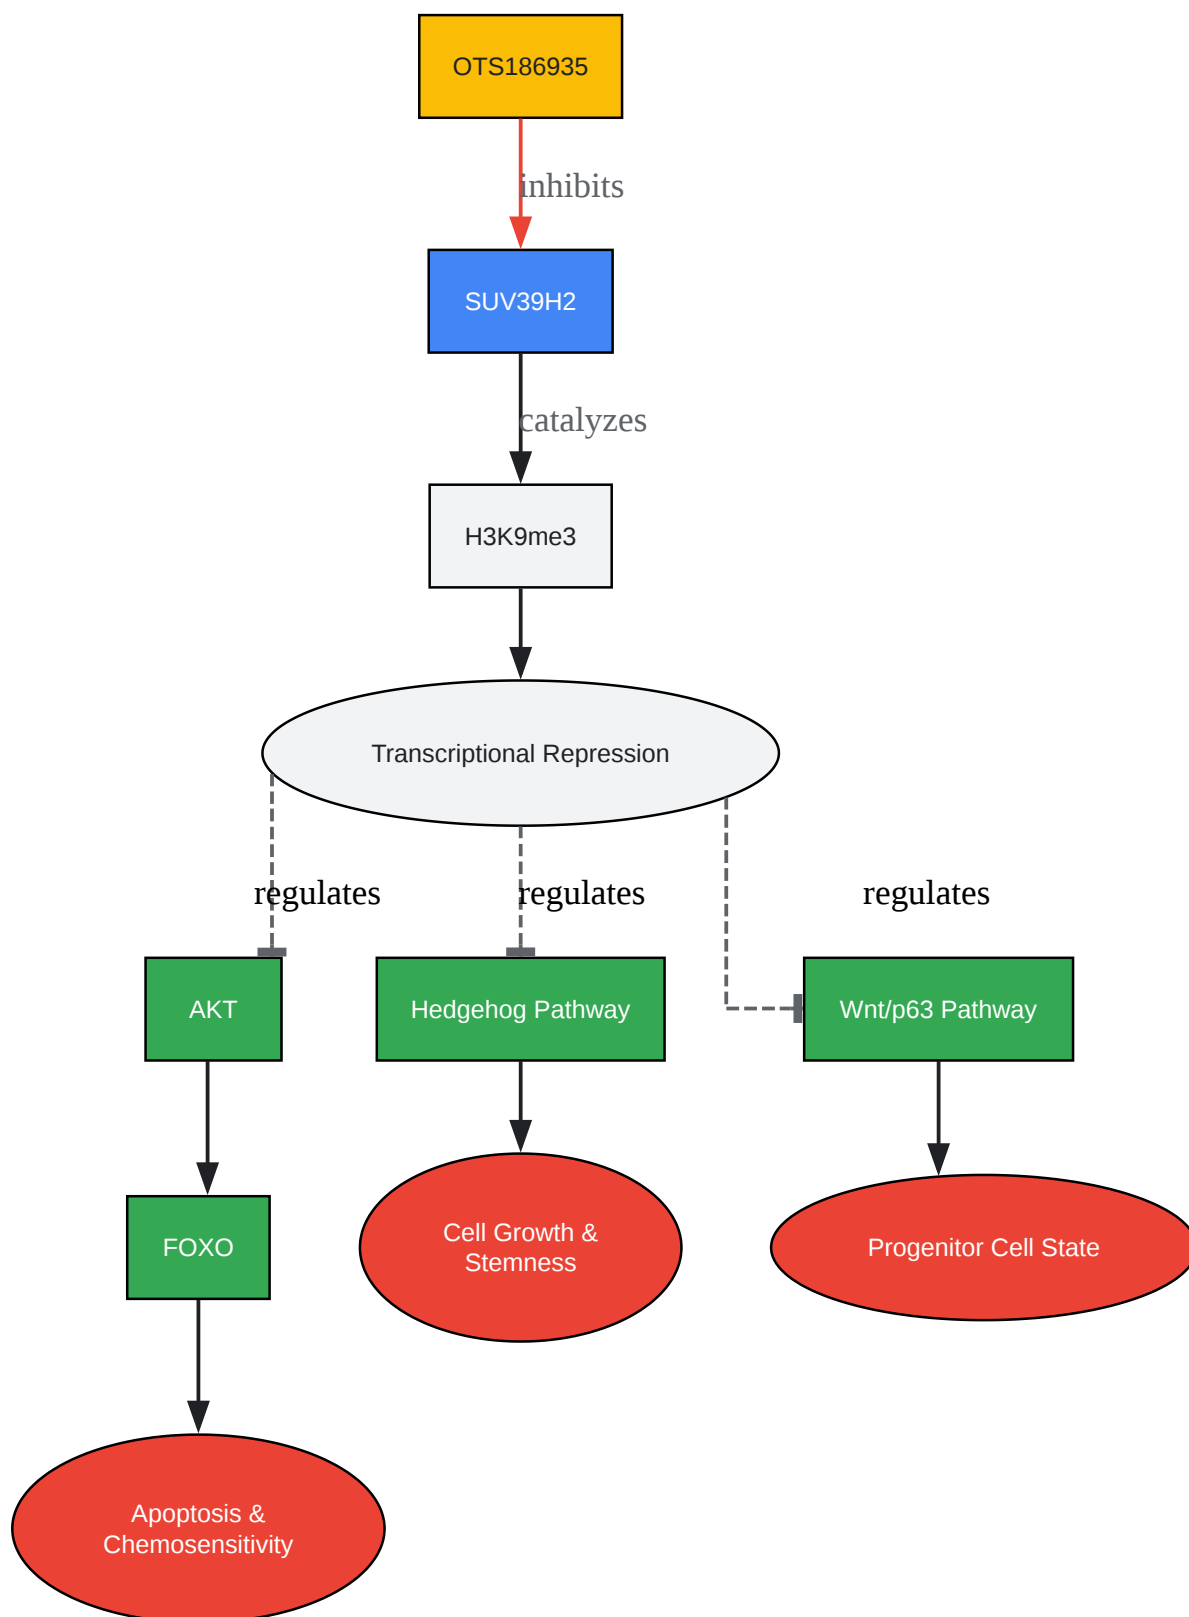 OTS186935
inhibits
SUV39H2
catalyzes
H3K9me3
Transcriptional Repression
regulates
regulates
regulates
AKT
Hedgehog Pathway
Wnt/p63 Pathway
FOXO
Cell Growth &
Stemness
Progenitor Cell State
Apoptosis &
Chemosensitivity